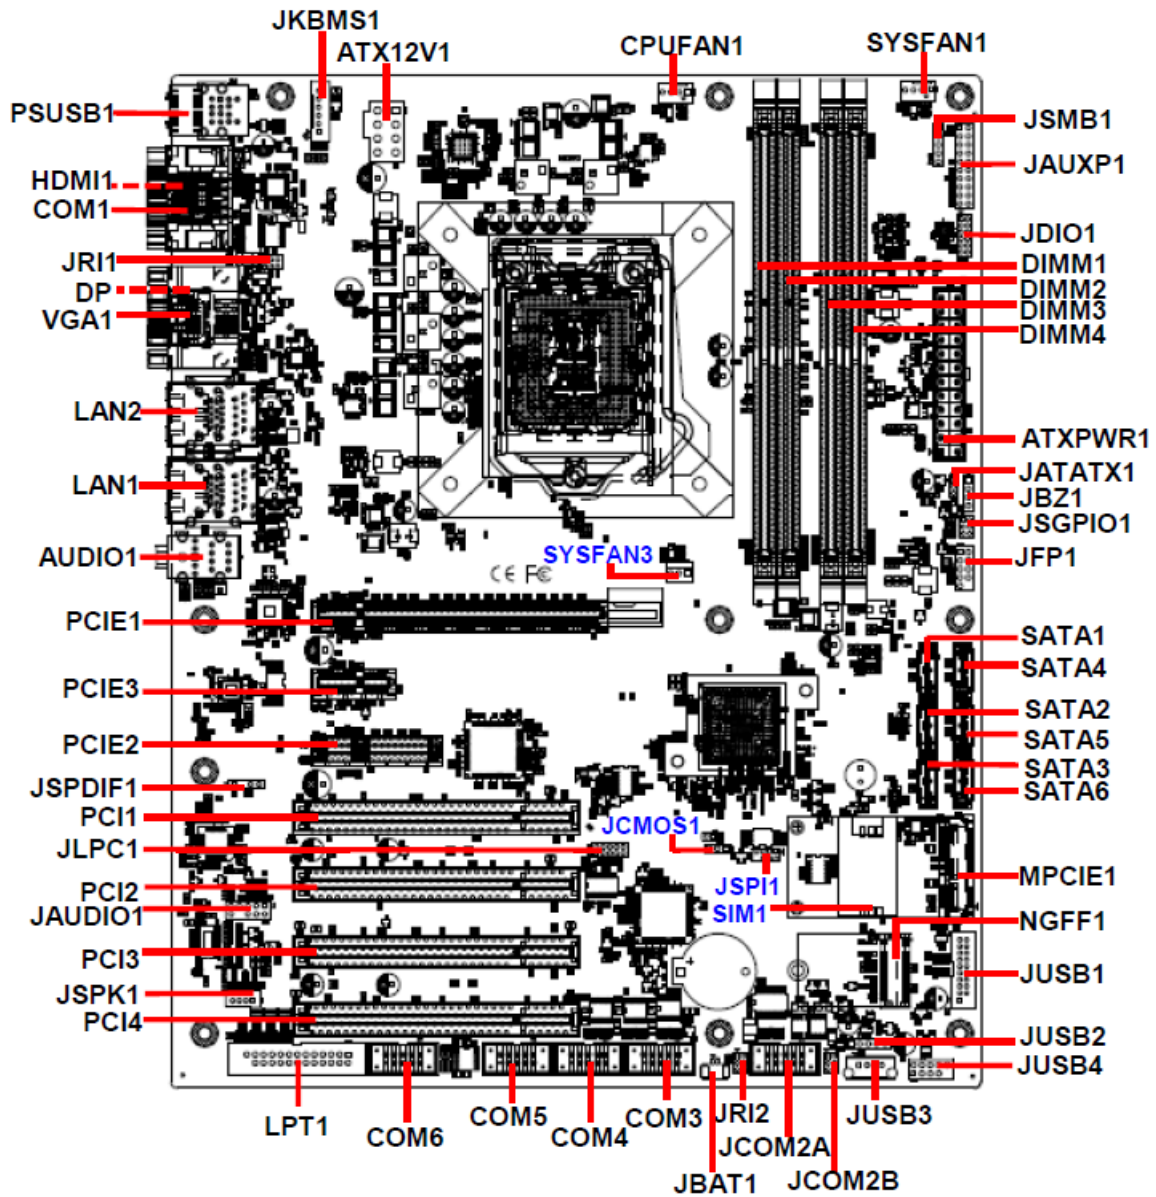 JKBMS1
ATX12V1
CPUFAN1
SYSFAN1
PSUSB1
JSMB1
JAUXP1
HDMI1
COM1
JDIO1
JRI1
DIMM1
DP
DIMM2
VGA1
DIMM3
DIMM4
LAN2
ATXPWR1
JATATX1
LAN1
JBZ1
JSGPIO1
AUDIO1
SYSFAN3
JFP1
CE FC
PCIE1
SATA1
SATA4
PCIE3
SATA2
PCIE2
SATA5
SATA3
JSPDIF1
SATA6
PCI1
JCMOS1
JLPC1
MPCIE1
PCI2
JSPI1
JAUDIO1
SIM1
NGFF1
PCI3
JUSB1
JSPK1
PCI4
JUSB2
JUSB4
LPT1
COM6
COM5
COM4
COM3
JRI2
JUSB3
JCOM2A
JBAT1
JCOM2B